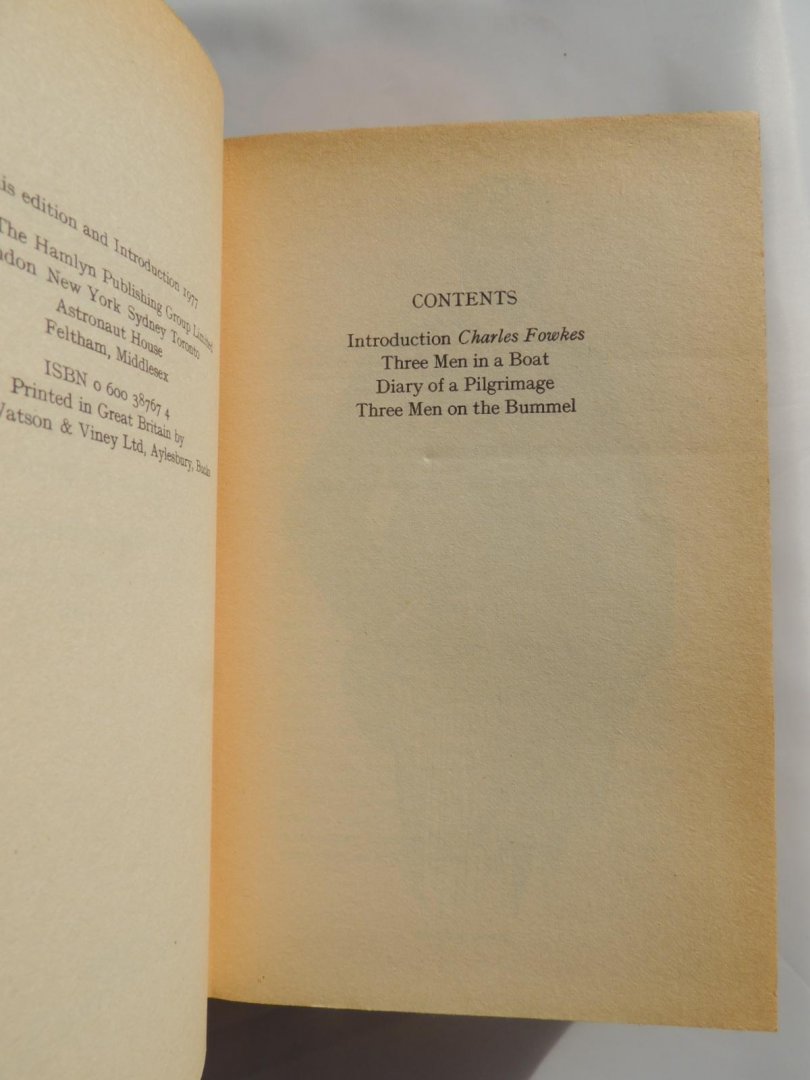 is edition and Introduction 1977
The Hamlyn Publishing Group Limited
ndon New York Sydney Toronto
Astronaut House
Feltham, Middlesex
ISBN 0 600 38767 4
Printed in Great Britain by
Watson & Viney Ltd, Aylesbury, Bucks
CONTENTS
Introduction Charles Fowkes
Three Men in a Boat
Diary of a Pilgrimage
Three Men on the Bummel